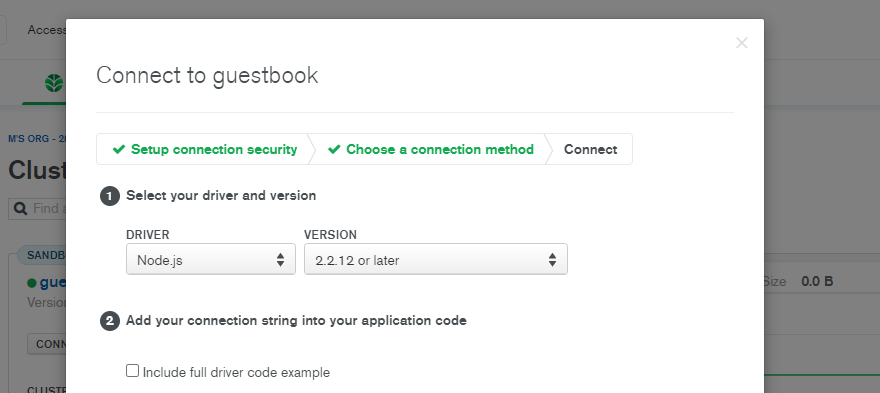 Access
Connect to guestbook
Setup connection security
Choose a connection method
Connect
M'S ORG - 2
Clust
Find
1 Select your driver and version
DRIVER
VERSION
Node.js
2.2.12 or later
SANDB
gue
Size 0.0 B
Versio
2 Add your connection string into your application code
CONN
Include full driver code example
CLUSTE